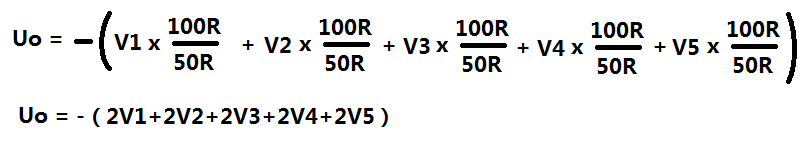 Uo = -( V1 x 100R/50R + V2 x 100R/50R + V3 x 100R/50R + V4 x 100R/50R + V5 x 100R/50R )
Uo = - ( 2V1+2V2+2V3+2V4+2V5 )